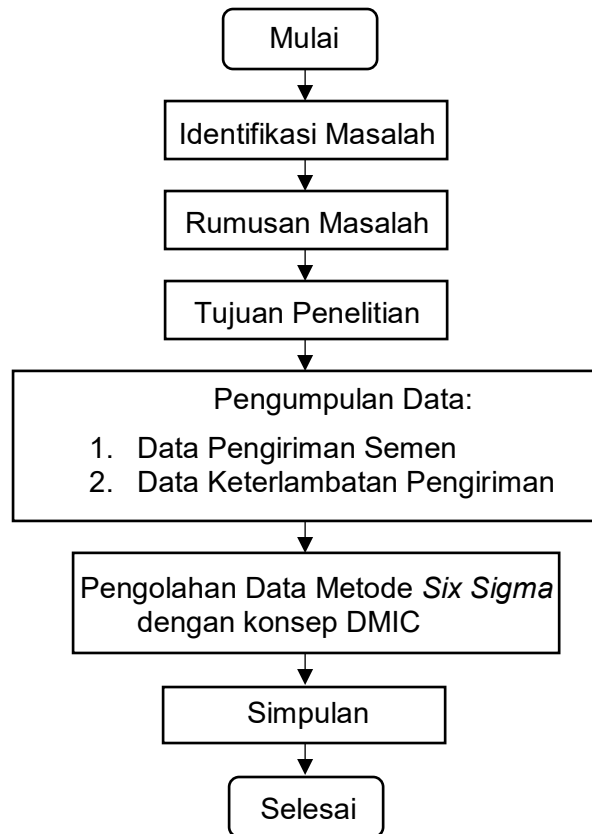 Mulai
Identifikasi Masalah
Rumusan Masalah
Tujuan Penelitian
Pengumpulan Data:
1. Data Pengiriman Semen
2. Data Keterlambatan Pengiriman
Pengolahan Data Metode Six Sigma
dengan konsep DMIC
Simpulan
Selesai